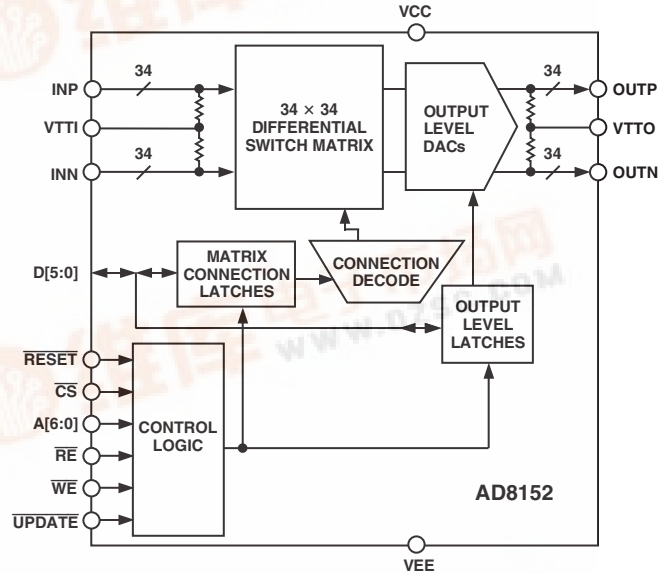 VCC
INP
34
VTTI
INN
34
34 × 34
DIFFERENTIAL
SWITCH MATRIX
OUTPUT
LEVEL
DACs
34
OUTP
VTTO
34
OUTN
D[5:0]
MATRIX
CONNECTION
LATCHES
CONNECTION
DECODE
OUTPUT
LEVEL
LATCHES
RESET
CS
A[6:0]
RE
WE
UPDATE
CONTROL
LOGIC
AD8152
VEE